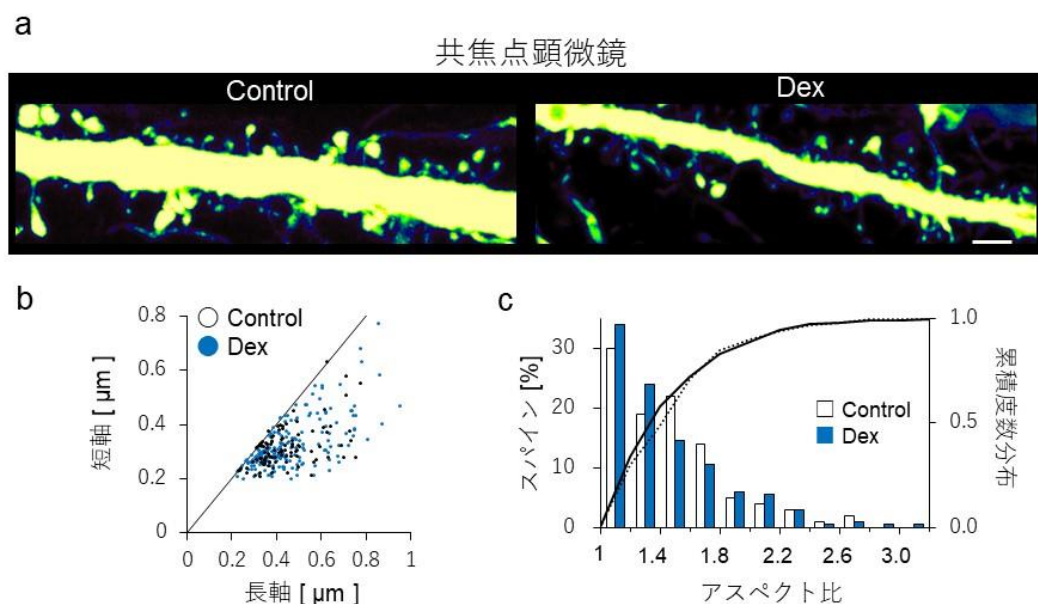 a
共焦点顕微鏡
Control
Dex
b
短軸 [ µm ]
0.8
0.6
0.4
0.2
0
Control
Dex
0 0.2 0.4 0.6 0.8 1
長軸 [ µm ]
c
スパイン [%]
30
20
10
0
1.0
0.5
0.0
累積度数分布
Control
Dex
1 1.4 1.8 2.2 2.6 3.0
アスペクト比